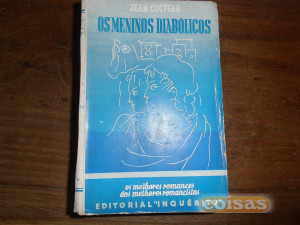 JEAN COCTEAU
OS MENINOS DIABOLICOS
os melhores romances
dos melhores romancistas
EDITORIAL "INQUÉRITO
coisas